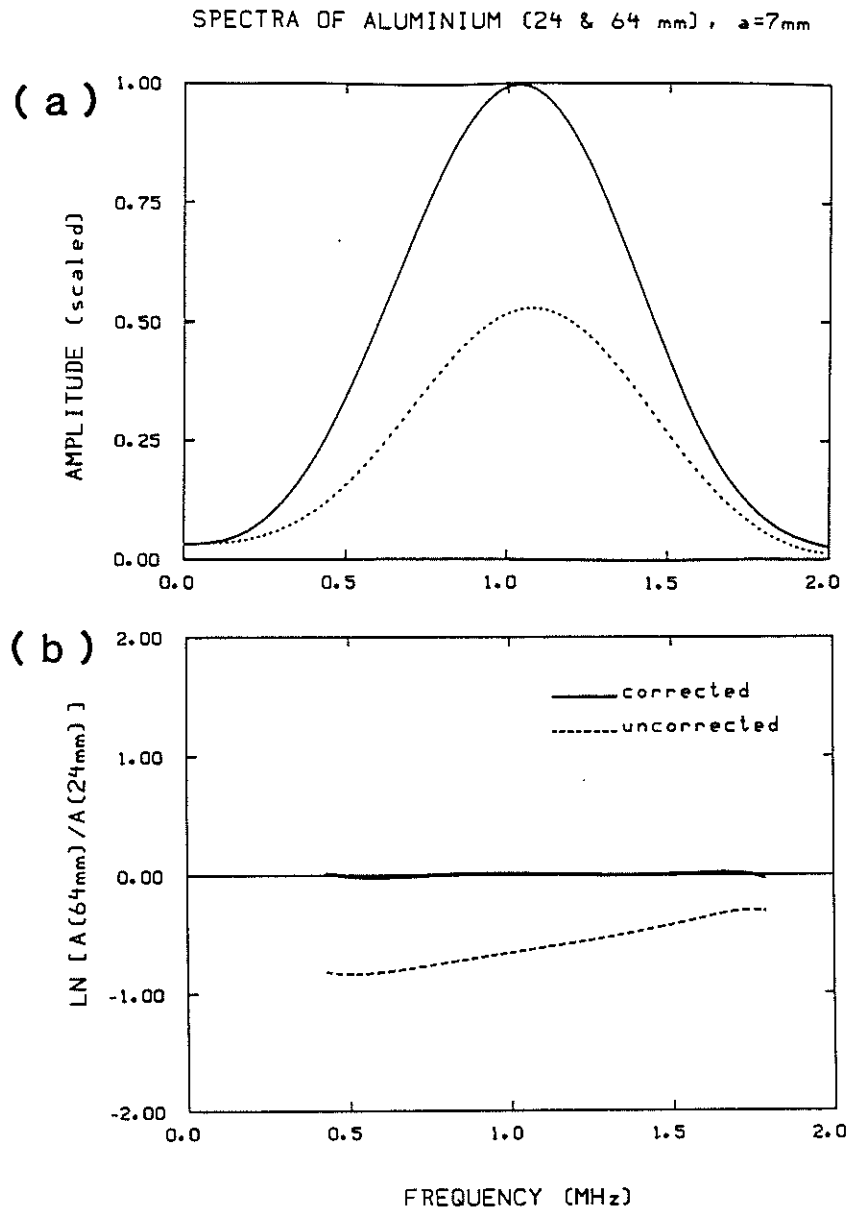 SPECTRA OF ALUMINIUM (24 & 64 mm), a=7mm
(a)
AMPLITUDE (scaled)
1.00
0.75
0.50
0.25
0.00
0.0 0.5 1.0 1.5 2.0
(b)
LN [A(64mm)/A(24mm)]
2.00
1.00
0.00
-1.00
-2.00
corrected
uncorrected
0.0 0.5 1.0 1.5 2.0
FREQUENCY (MHz)